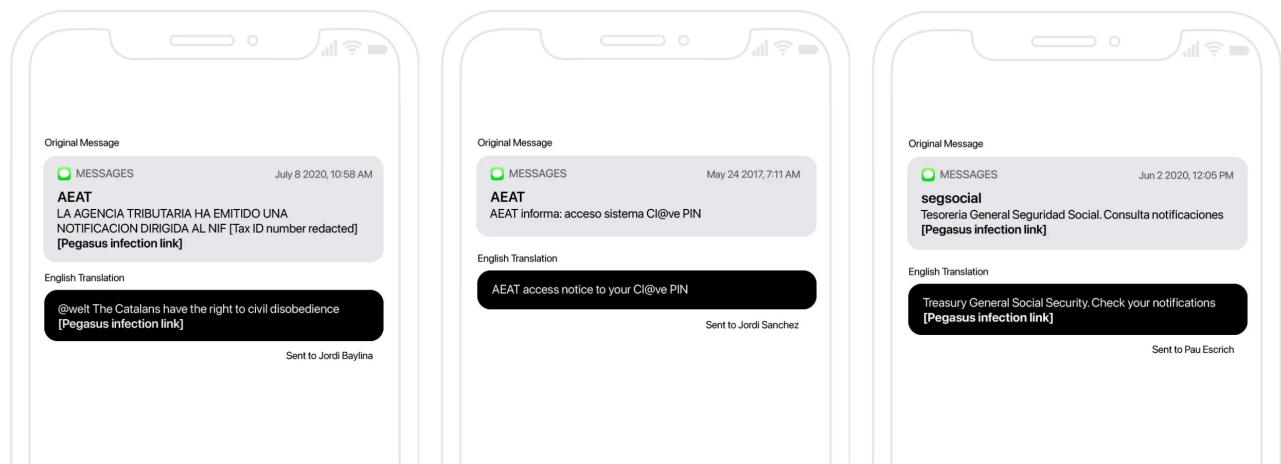 Original Message
MESSAGES July 8 2020, 10:58 AM
AEAT
LA AGENCIA TRIBUTARIA HA EMITIDO UNA
NOTIFICACION DIRIGIDA AL NIF [Tax ID number redacted]
[Pegasus infection link]
English Translation
@welt The Catalans have the right to civil disobedience
[Pegasus infection link]
Sent to Jordi Baylina
Original Message
MESSAGES May 24 2017, 7:11 AM
AEAT
AEAT informa: acceso sistema Cl@ve PIN
English Translation
AEAT access notice to your Cl@ve PIN
Sent to Jordi Sanchez
Original Message
MESSAGES Jun 2 2020, 12:05 PM
segsocial
Tesoreria General Seguridad Social. Consulta notificaciones
[Pegasus infection link]
English Translation
Treasury General Social Security. Check your notifications
[Pegasus infection link]
Sent to Pau Escrich